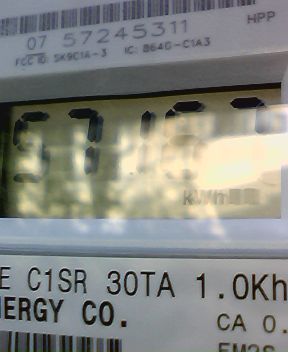 HPP
07 57245311
FCC ID: SK9C1A-3 IC: 864G-C1A3
kWh
E C1SR 30TA 1.0Kh
ERGY CO.
CA 0.
EM2S